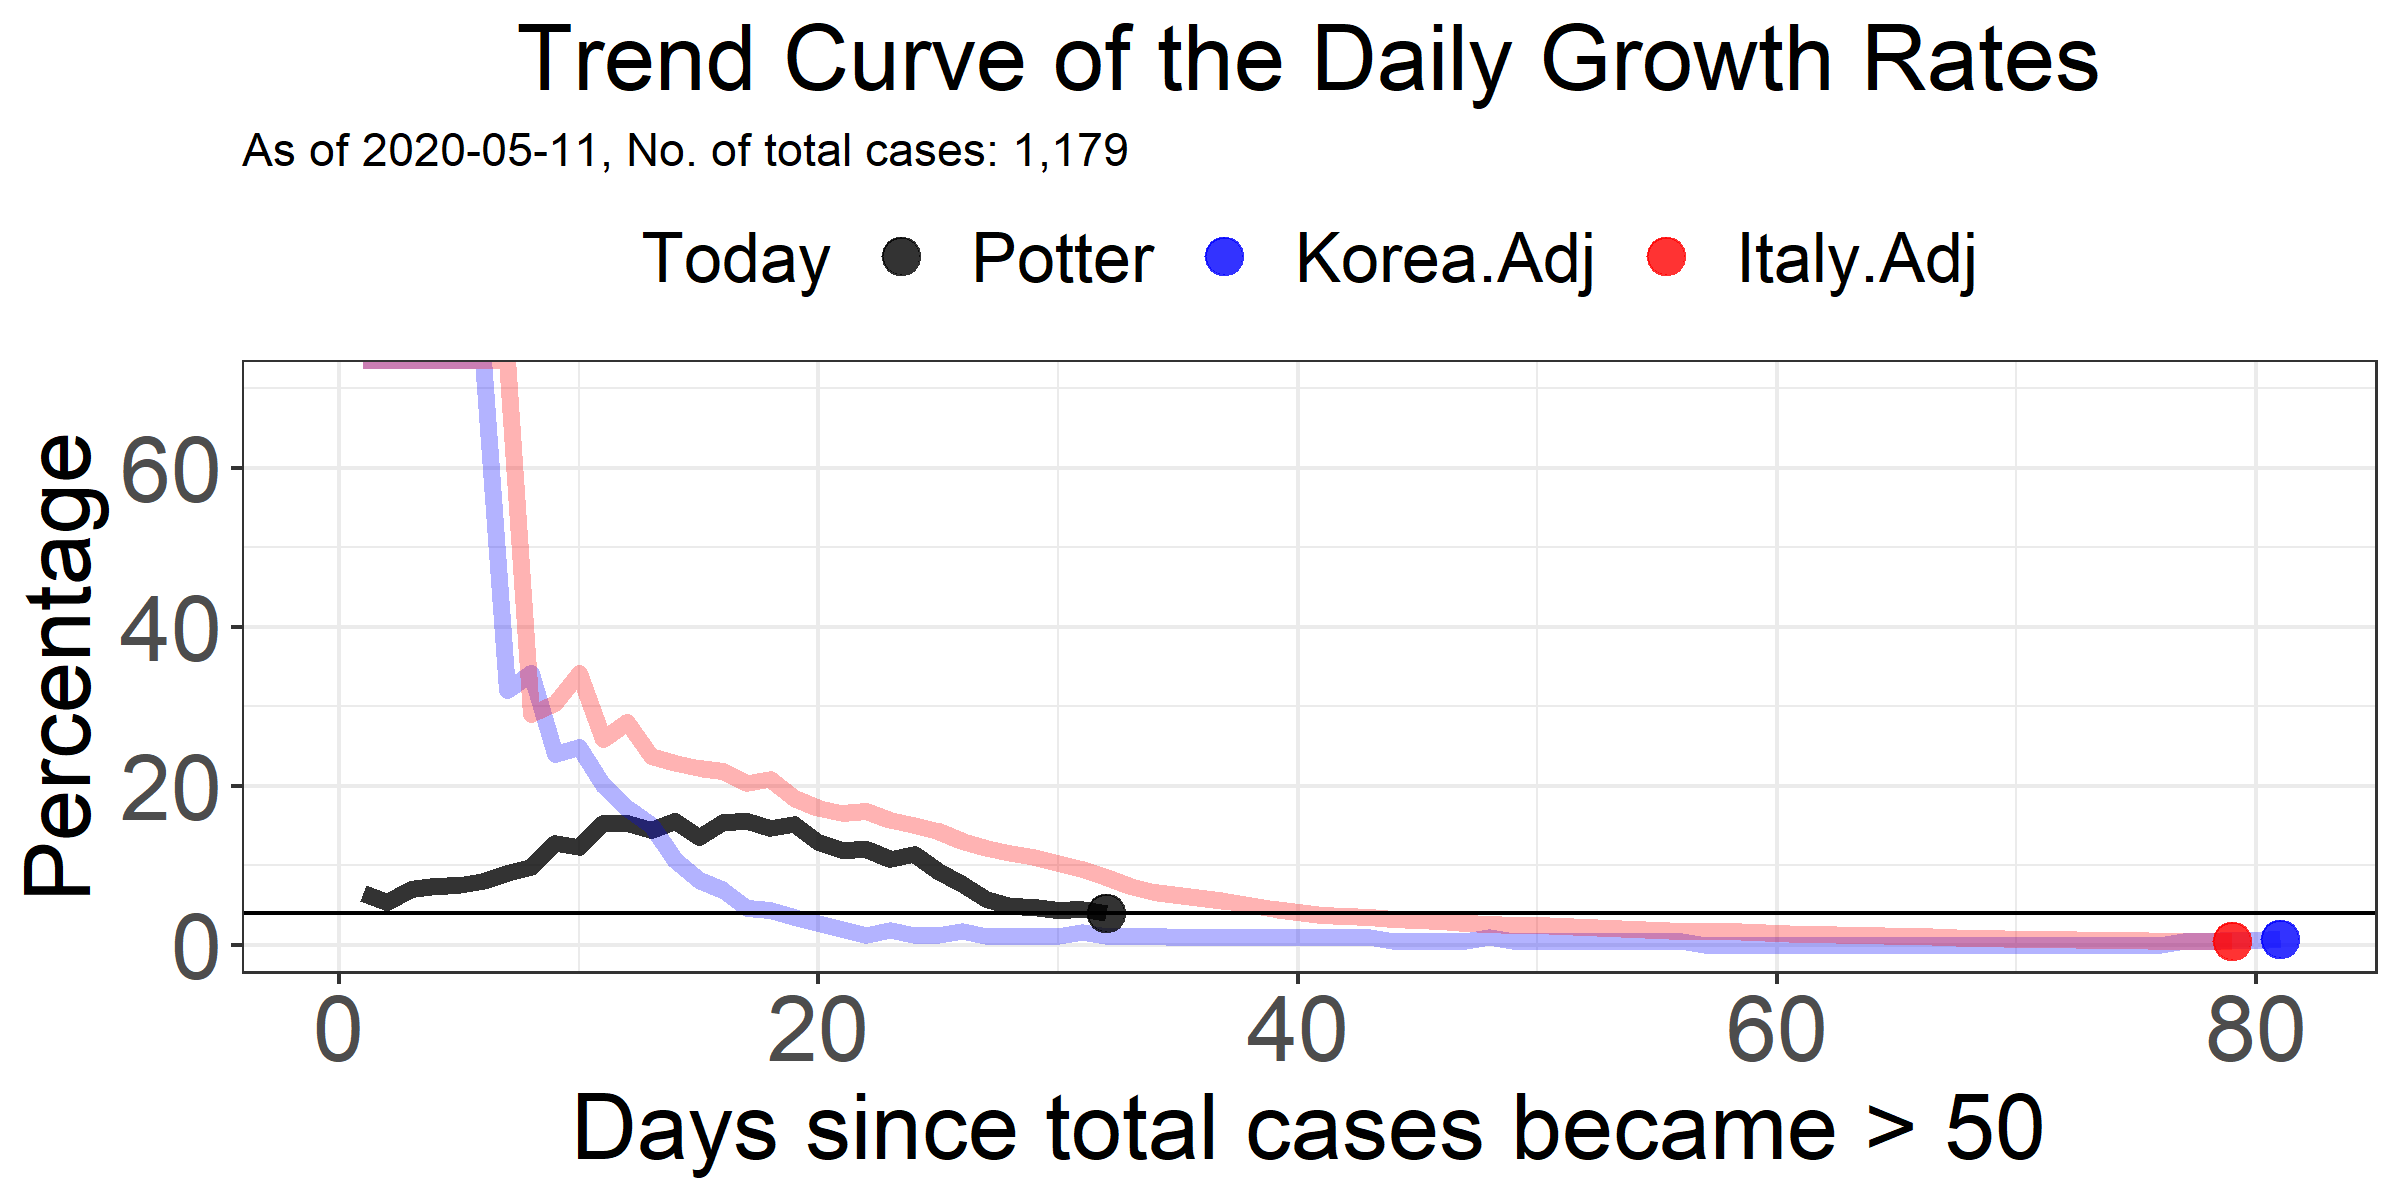 Trend Curve of the Daily Growth Rates
As of 2020-05-11, No. of total cases: 1,179
Today Potter Korea.Adj Italy.Adj
Percentage
60
40
20
0
0 20 40 60 80
Days since total cases became > 50